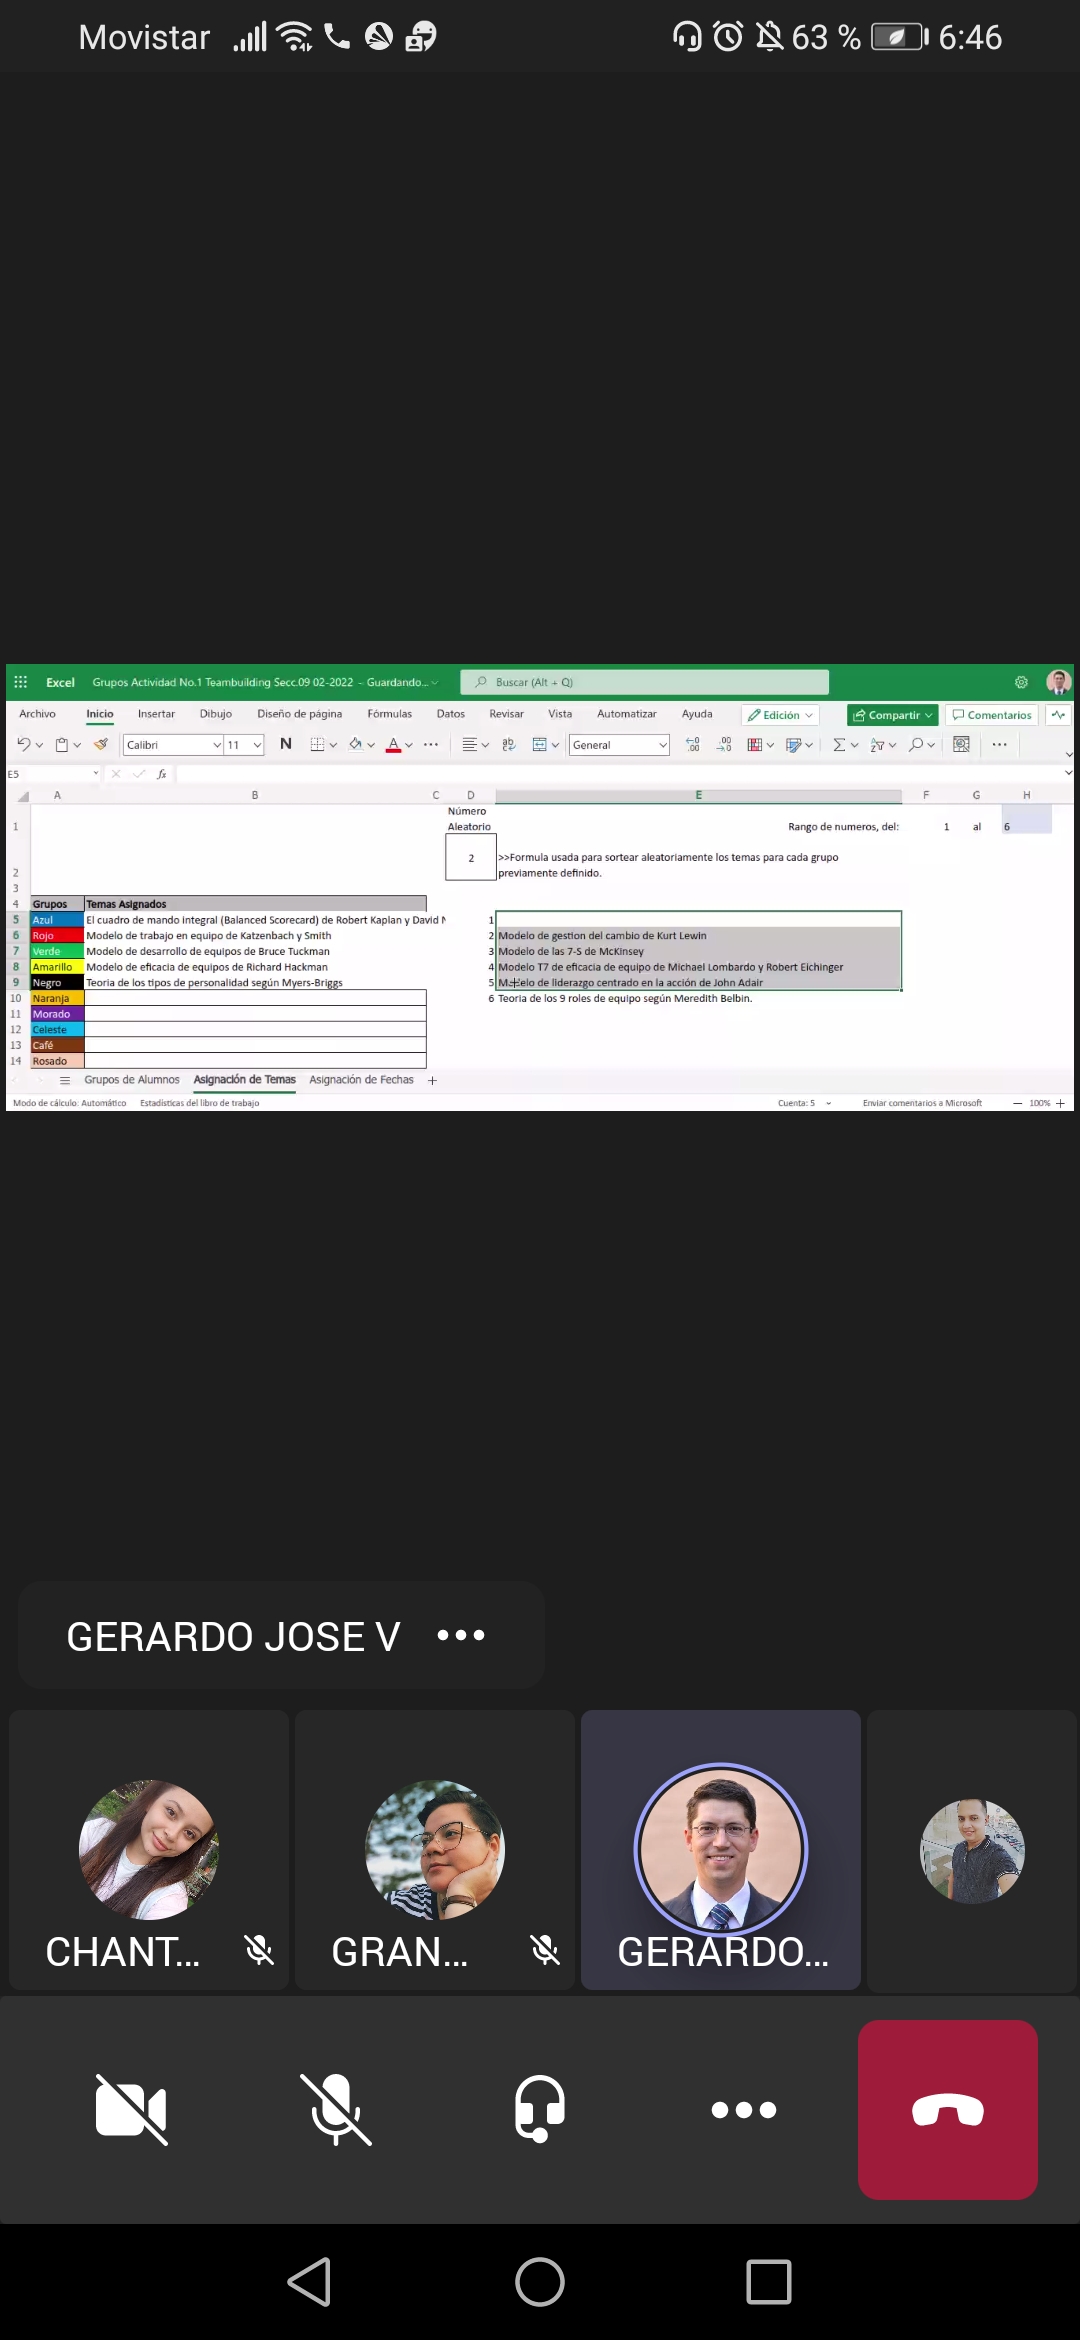 Movistar 63 % 6:46
Excel Grupos Actividad No.1 Teambuilding Secc.09 02-2022 - Guardando... Buscar (Alt + Q)
Archivo Inicio Insertar Dibujo Diseño de página Fórmulas Datos Revisar Vista Automatizar Ayuda Edición Compartir Comentarios
Calibri 11 N A ... ab General
E5 fx
A B C D E F G H
Número
1 Aleatorio Rango de numeros, del: 1 al 6
2 >>Formula usada para sortear aleatoriamente los temas para cada grupo
2 previamente definido.
3
4 Grupos Temas Asignados
5 Azul El cuadro de mando integral (Balanced Scorecard) de Robert Kaplan y David N 1
6 Rojo Modelo de trabajo en equipo de Katzenbach y Smith 2 Modelo de gestion del cambio de Kurt Lewin
7 Verde Modelo de desarrollo de equipos de Bruce Tuckman 3 Modelo de las 7-S de McKinsey
8 Amarillo Modelo de eficacia de equipos de Richard Hackman 4 Modelo T7 de eficacia de equipo de Michael Lombardo y Robert Eichinger
9 Negro Teoria de los tipos de personalidad según Myers-Briggs 5 Modelo de liderazgo centrado en la acción de John Adair
10 Naranja 6 Teoria de los 9 roles de equipo según Meredith Belbin.
11 Morado
12 Celeste
13 Café
14 Rosado
Grupos de Alumnos Asignación de Temas Asignación de Fechas +
Modo de cálculo: Automático Estadísticas del libro de trabajo Cuenta: 5 Enviar comentarios a Microsoft — 100% +
GERARDO JOSE V ...
CHANT... GRAN... GERARDO...